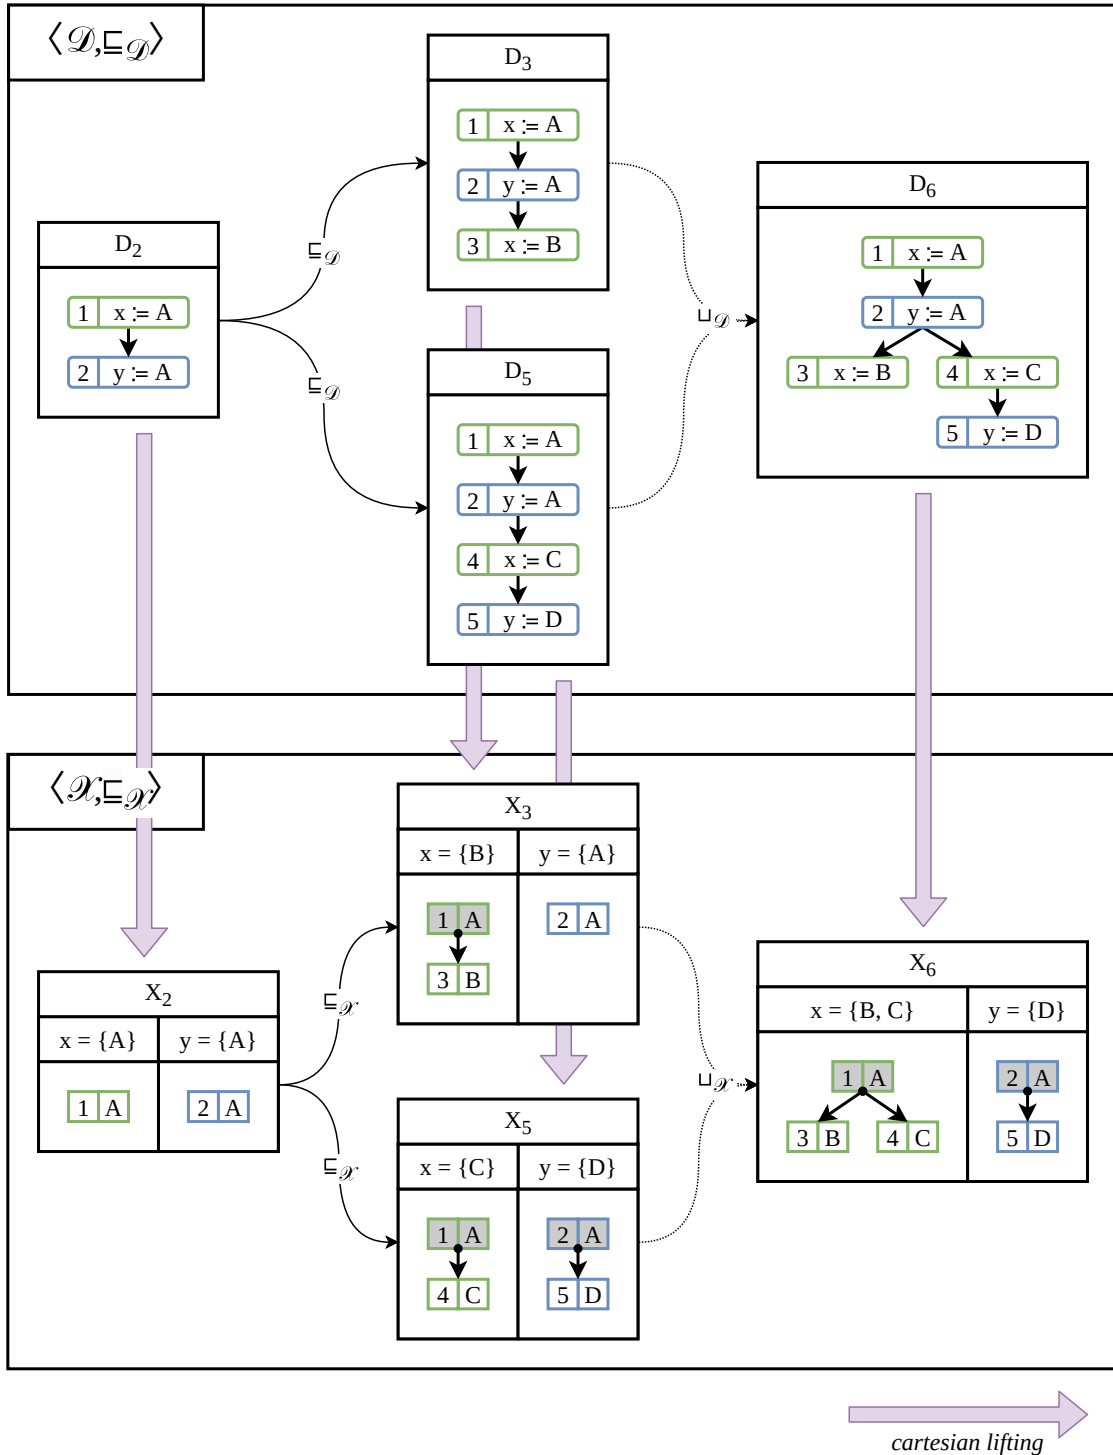 ⟨𝒟,⊑𝒟⟩
D3
1 x := A
2 y := A
3 x := B
D2
1 x := A
2 y := A
⊑𝒟
⊑𝒟
D5
1 x := A
2 y := A
4 x := C
5 y := D
⊔𝒟
D6
1 x := A
2 y := A
3 x := B 4 x := C
5 y := D
⟨𝒳,⊑𝒳⟩
X3
x = {B} y = {A}
1 A 2 A
3 B
X2
x = {A} y = {A}
1 A 2 A
⊑𝒳
⊑𝒳
X5
x = {C} y = {D}
1 A 2 A
4 C 5 D
⊔𝒳
X6
x = {B, C} y = {D}
1 A 2 A
3 B 4 C 5 D
cartesian lifting